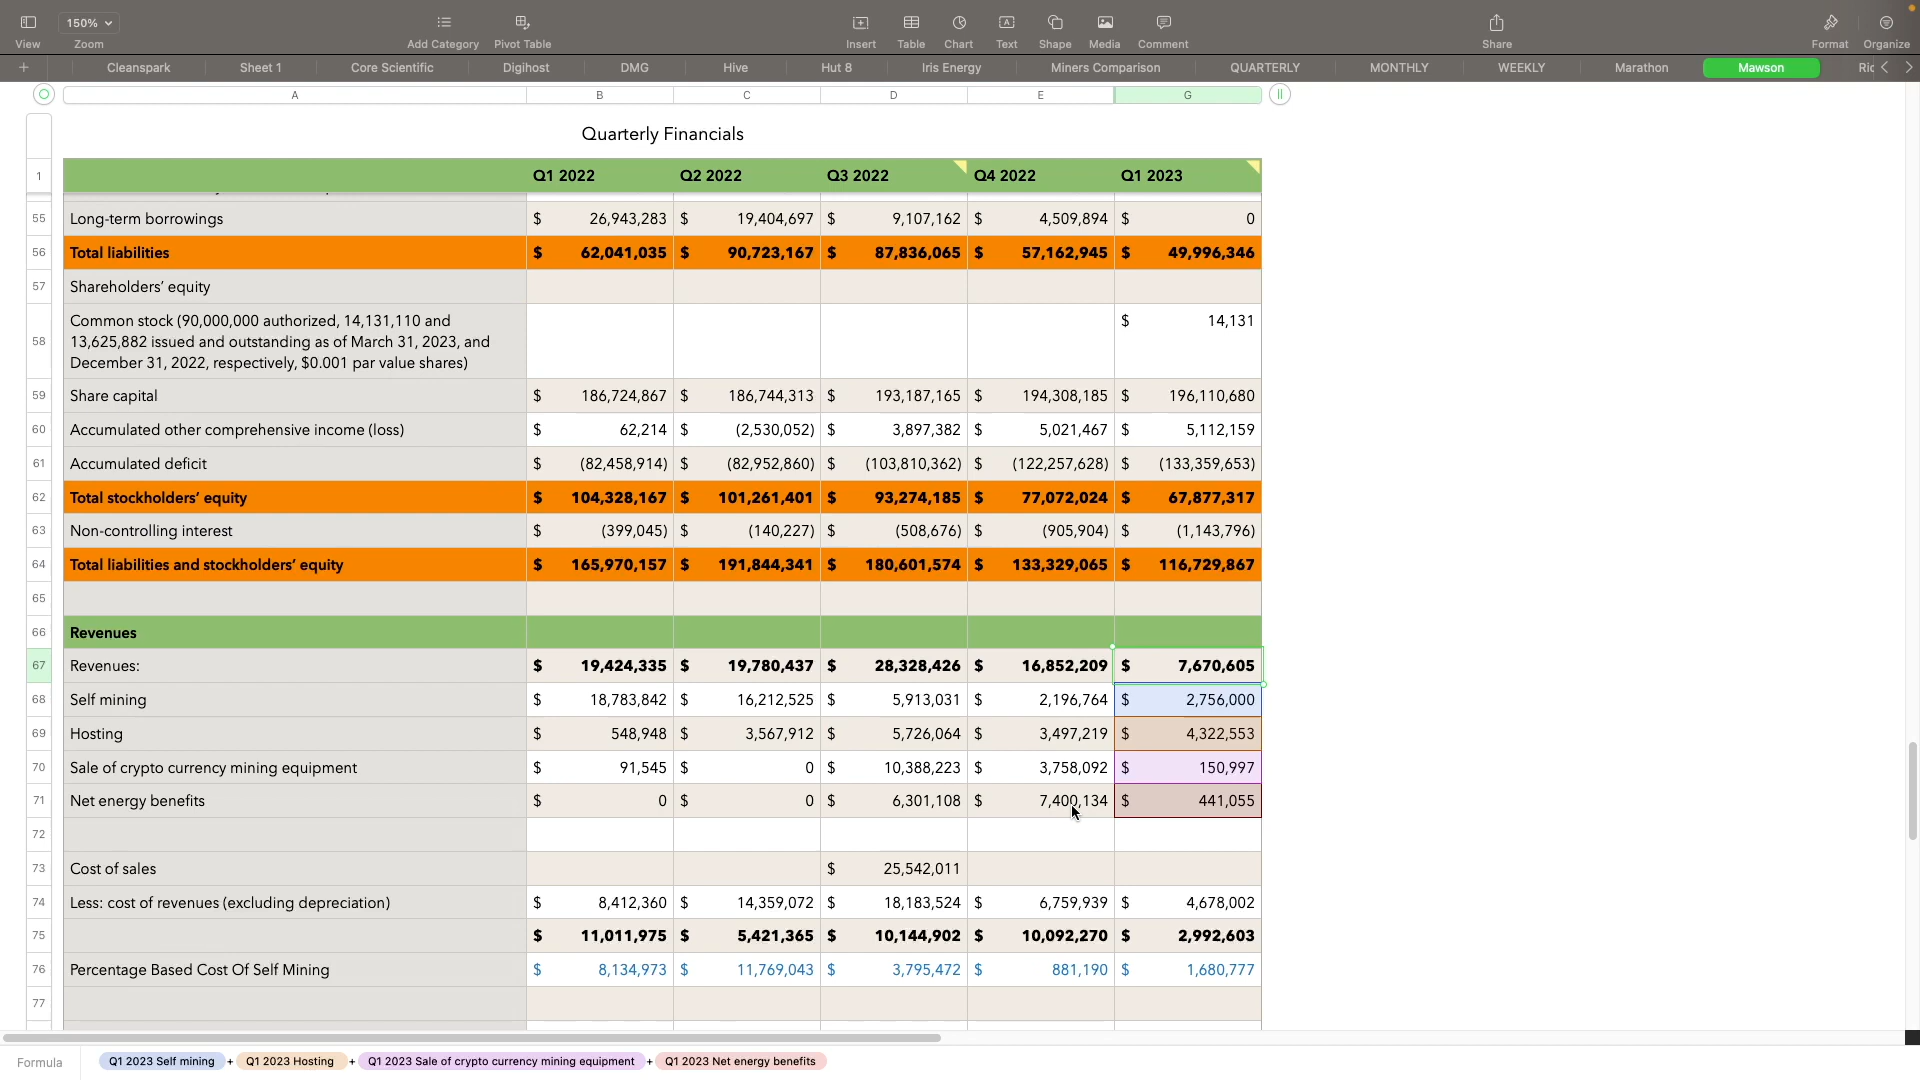 150%
View Zoom Add Category Pivot Table Insert Table Chart Text Shape Media Comment Share Format Organize
+ Cleanspark Sheet 1 Core Scientific Digihost DMG Hive Hut 8 Iris Energy Miners Comparison QUARTERLY MONTHLY WEEKLY Marathon Mawson
A B C D E G
Quarterly Financials
1 Q1 2022 Q2 2022 Q3 2022 Q4 2022 Q1 2023
55 Long-term borrowings $ 26,943,283 $ 19,404,697 $ 9,107,162 $ 4,509,894 $ 0
56 Total liabilities $ 62,041,035 $ 90,723,167 $ 87,836,065 $ 57,162,945 $ 49,996,346
57 Shareholders’ equity
58 Common stock (90,000,000 authorized, 14,131,110 and $ 14,131
13,625,882 issued and outstanding as of March 31, 2023, and
December 31, 2022, respectively, $0.001 par value shares)
59 Share capital $ 186,724,867 $ 186,744,313 $ 193,187,165 $ 194,308,185 $ 196,110,680
60 Accumulated other comprehensive income (loss) $ 62,214 $ (2,530,052) $ 3,897,382 $ 5,021,467 $ 5,112,159
61 Accumulated deficit $ (82,458,914) $ (82,952,860) $ (103,810,362) $ (122,257,628) $ (133,359,653)
62 Total stockholders’ equity $ 104,328,167 $ 101,261,401 $ 93,274,185 $ 77,072,024 $ 67,877,317
63 Non-controlling interest $ (399,045) $ (140,227) $ (508,676) $ (905,904) $ (1,143,796)
64 Total liabilities and stockholders’ equity $ 165,970,157 $ 191,844,341 $ 180,601,574 $ 133,329,065 $ 116,729,867
65
66 Revenues
67 Revenues: $ 19,424,335 $ 19,780,437 $ 28,328,426 $ 16,852,209 $ 7,670,605
68 Self mining $ 18,783,842 $ 16,212,525 $ 5,913,031 $ 2,196,764 $ 2,756,000
69 Hosting $ 548,948 $ 3,567,912 $ 5,726,064 $ 3,497,219 $ 4,322,553
70 Sale of crypto currency mining equipment $ 91,545 $ 0 $ 10,388,223 $ 3,758,092 $ 150,997
71 Net energy benefits $ 0 $ 0 $ 6,301,108 $ 7,400,134 $ 441,055
72
73 Cost of sales $ 25,542,011
74 Less: cost of revenues (excluding depreciation) $ 8,412,360 $ 14,359,072 $ 18,183,524 $ 6,759,939 $ 4,678,002
75 $ 11,011,975 $ 5,421,365 $ 10,144,902 $ 10,092,270 $ 2,992,603
76 Percentage Based Cost Of Self Mining $ 8,134,973 $ 11,769,043 $ 3,795,472 $ 881,190 $ 1,680,777
77
Formula Q1 2023 Self mining + Q1 2023 Hosting + Q1 2023 Sale of crypto currency mining equipment + Q1 2023 Net energy benefits